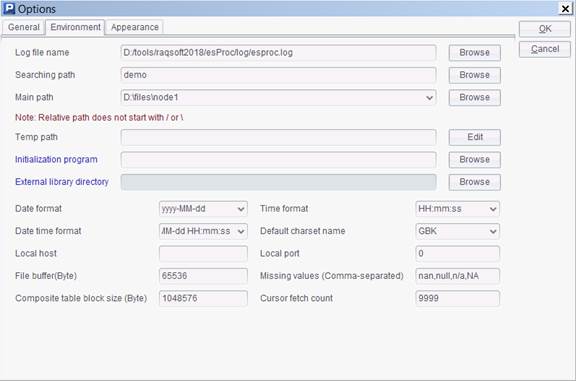 Options
General Environment Appearance
OK
Log file name D:/tools/raqsoft2018/esProc/log/esproc.log Browse
Cancel
Searching path demo Browse
Main path D:\files\node1 Browse
Note: Relative path does not start with / or \
Temp path Edit
Initialization program Browse
External library directory Browse
Date format yyyy-MM-dd Time format HH:mm:ss
Date time format MM-dd HH:mm:ss Default charset name GBK
Local host Local port 0
File buffer(Byte) 65536 Missing values (Comma-separated) nan,null,n/a,NA
Composite table block size (Byte) 1048576 Cursor fetch count 9999